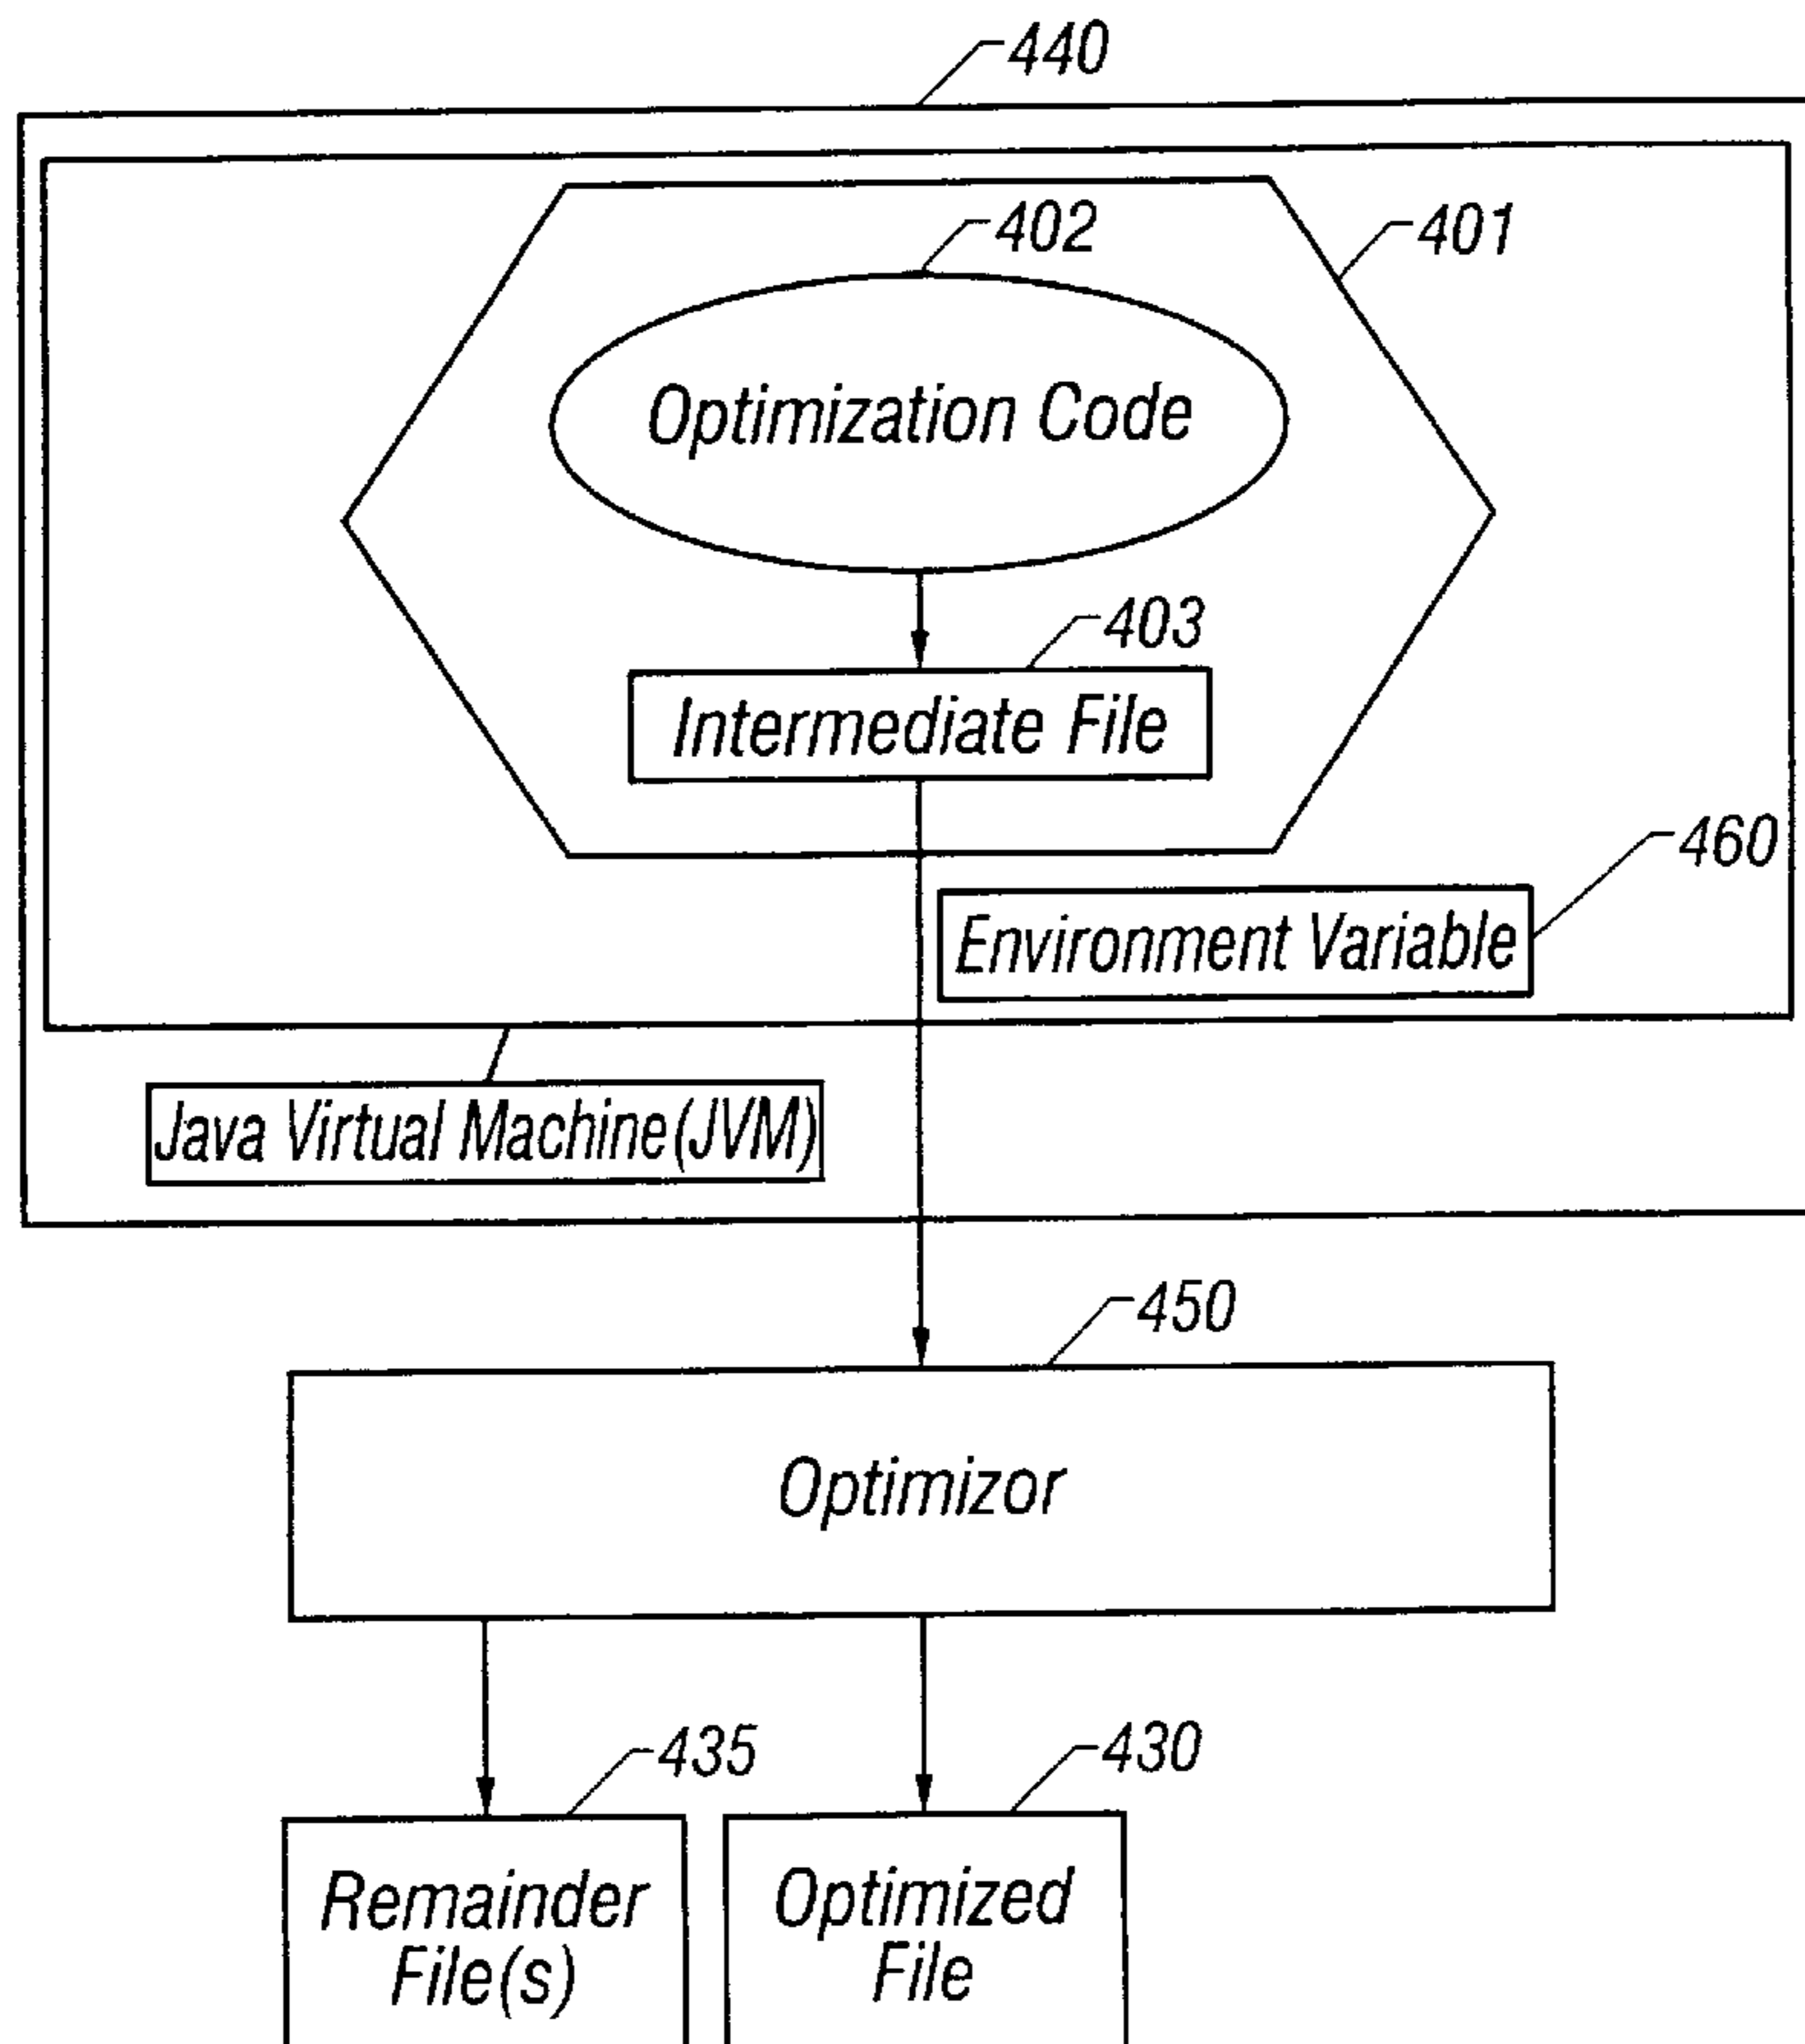 440
402
401
Optimization Code
403
Intermediate File
460
Environment Variable
Java Virtual Machine(JVM)
450
Optimizor
435
430
Remainder
File(s)
Optimized
File